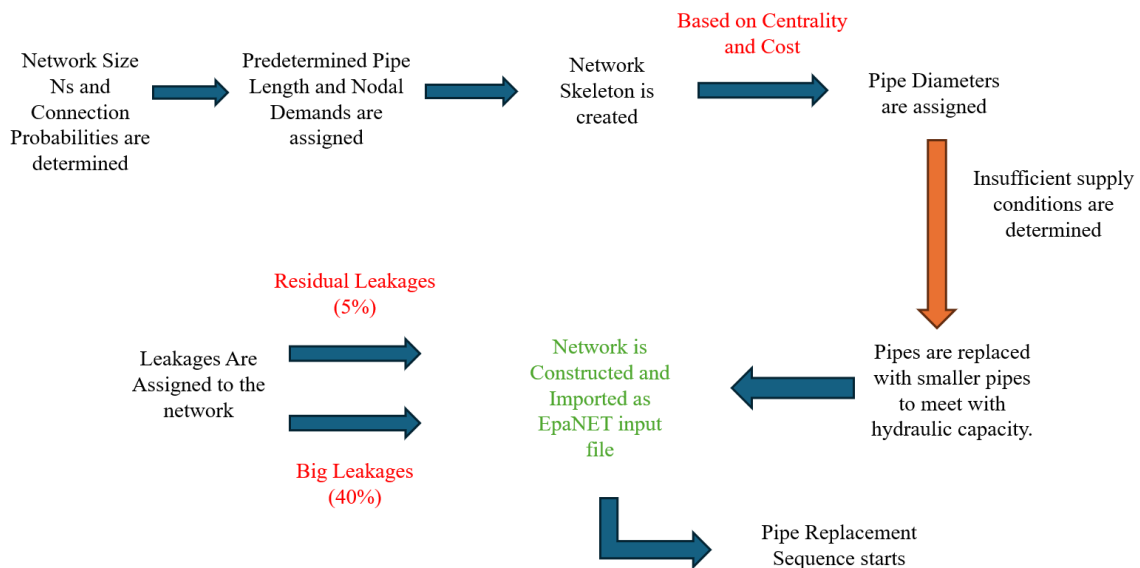 Network Size
Ns and
Connection
Probabilities are
determined
Predetermined Pipe
Length and Nodal
Demands are
assigned
Network
Skeleton is
created
Based on Centrality
and Cost
Pipe Diameters
are assigned
Insufficient supply
conditions are
determined
Pipes are replaced
with smaller pipes
to meet with
hydraulic capacity.
Network is
Constructed and
Imported as
EpaNET input
file
Residual Leakages
(5%)
Leakages Are
Assigned to the
network
Big Leakages
(40%)
Pipe Replacement
Sequence starts